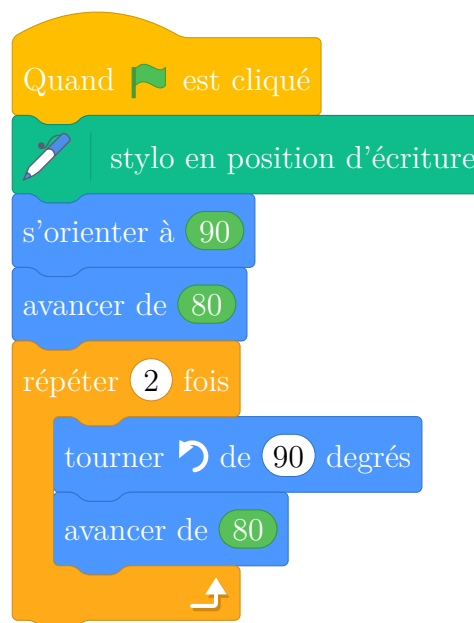 Quand est cliqué
stylo en position d'écriture
s'orienter à 90
avancer de 80
répéter 2 fois
tourner de 90 degrés
avancer de 80